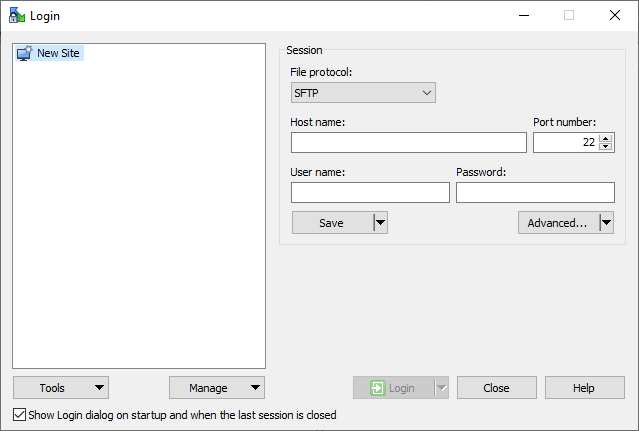 Login
New Site
Session
File protocol:
SFTP
Host name:
Port number:
22
User name:
Password:
Save
Advanced...
Tools
Manage
Login
Close
Help
Show Login dialog on startup and when the last session is closed